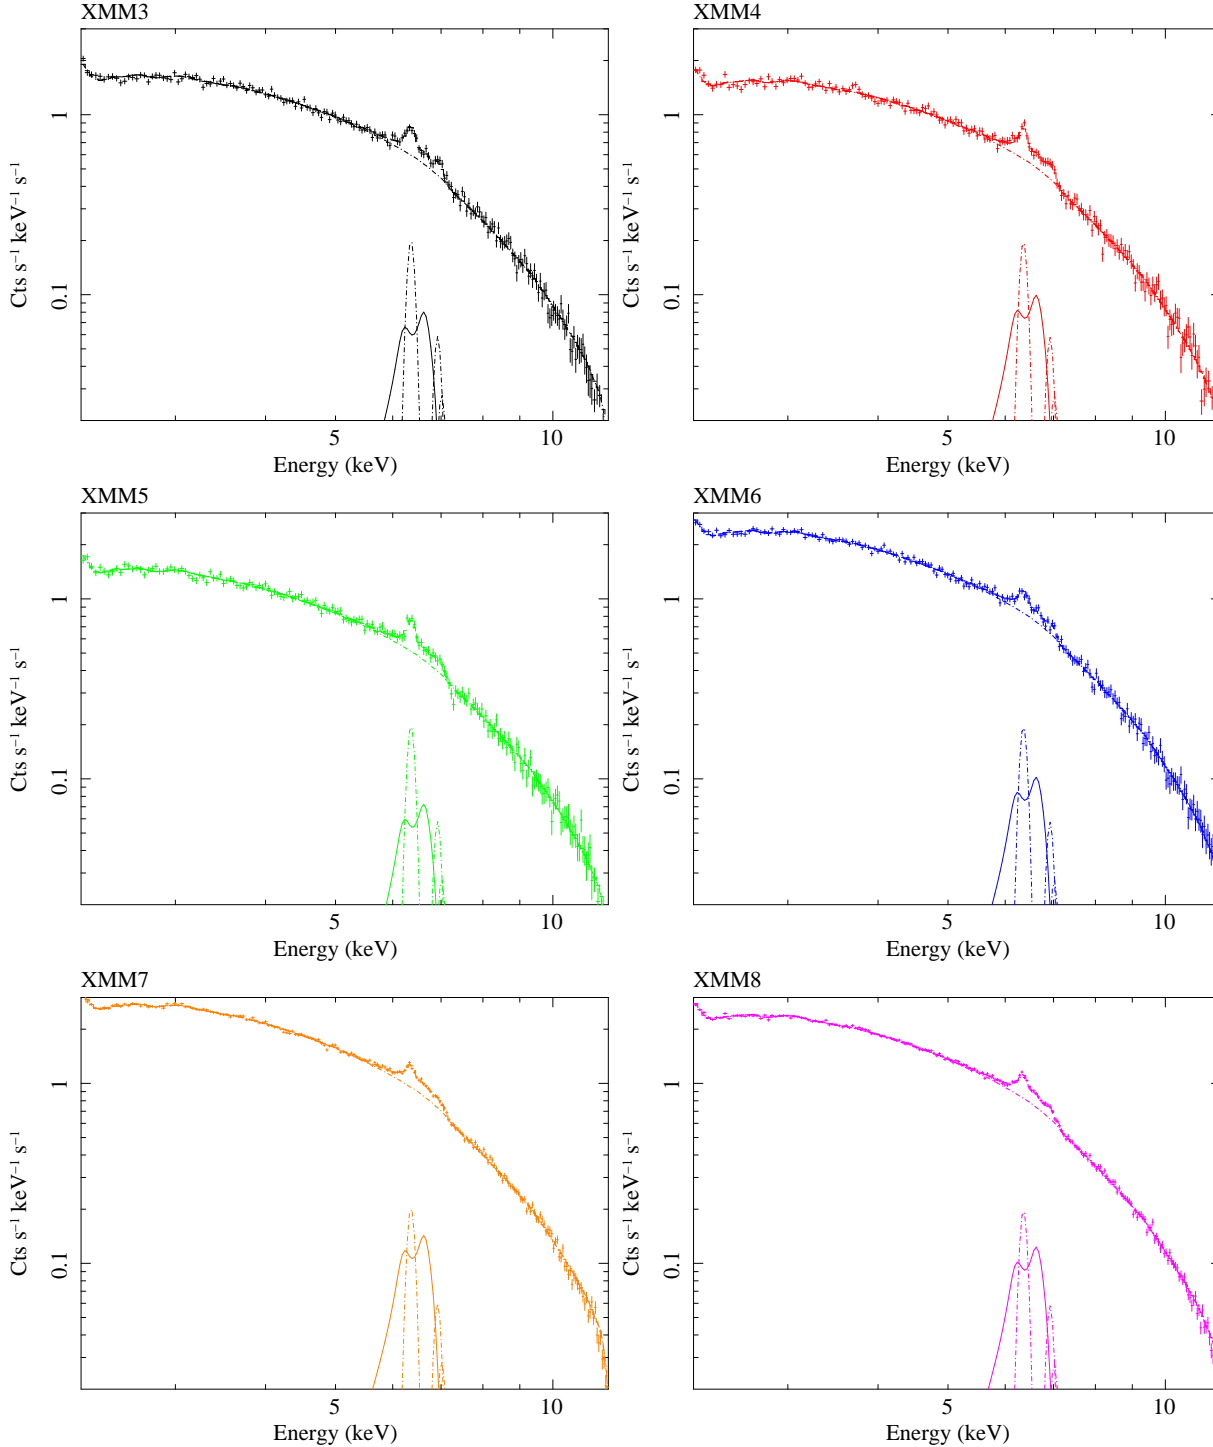 XMM3
Cts s⁻¹ keV⁻¹ s⁻¹
1
0.1
5 10
Energy (keV)
XMM4
Cts s⁻¹ keV⁻¹ s⁻¹
1
0.1
5 10
Energy (keV)
XMM5
Cts s⁻¹ keV⁻¹ s⁻¹
1
0.1
5 10
Energy (keV)
XMM6
Cts s⁻¹ keV⁻¹ s⁻¹
1
0.1
5 10
Energy (keV)
XMM7
Cts s⁻¹ keV⁻¹ s⁻¹
1
0.1
5 10
Energy (keV)
XMM8
Cts s⁻¹ keV⁻¹ s⁻¹
1
0.1
5 10
Energy (keV)